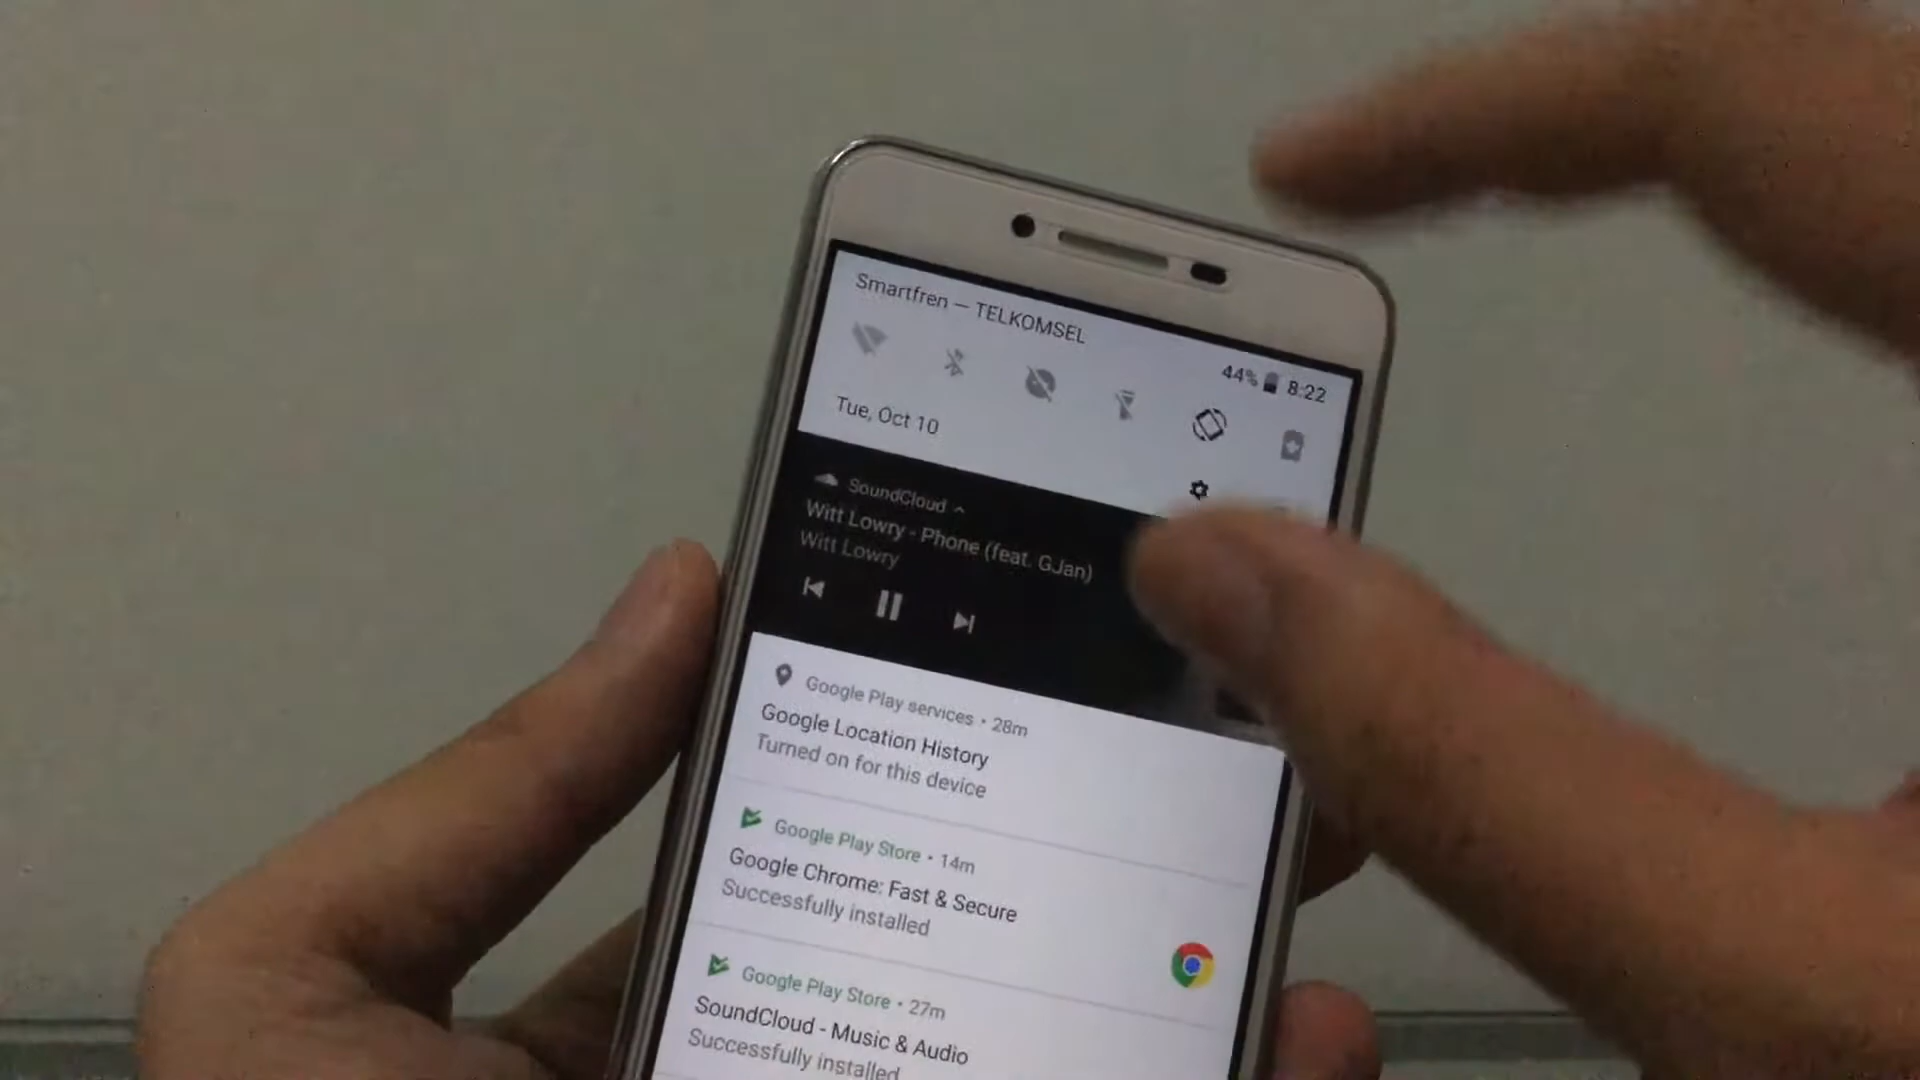 Smartfren — TELKOMSEL
44% 8:22
Tue, Oct 10
SoundCloud
Witt Lowry - Phone (feat. GJan)
Witt Lowry
Google Play services • 28m
Google Location History
Turned on for this device
Google Play Store • 14m
Google Chrome: Fast & Secure
Successfully installed
Google Play Store • 27m
SoundCloud - Music & Audio
Successfully installed